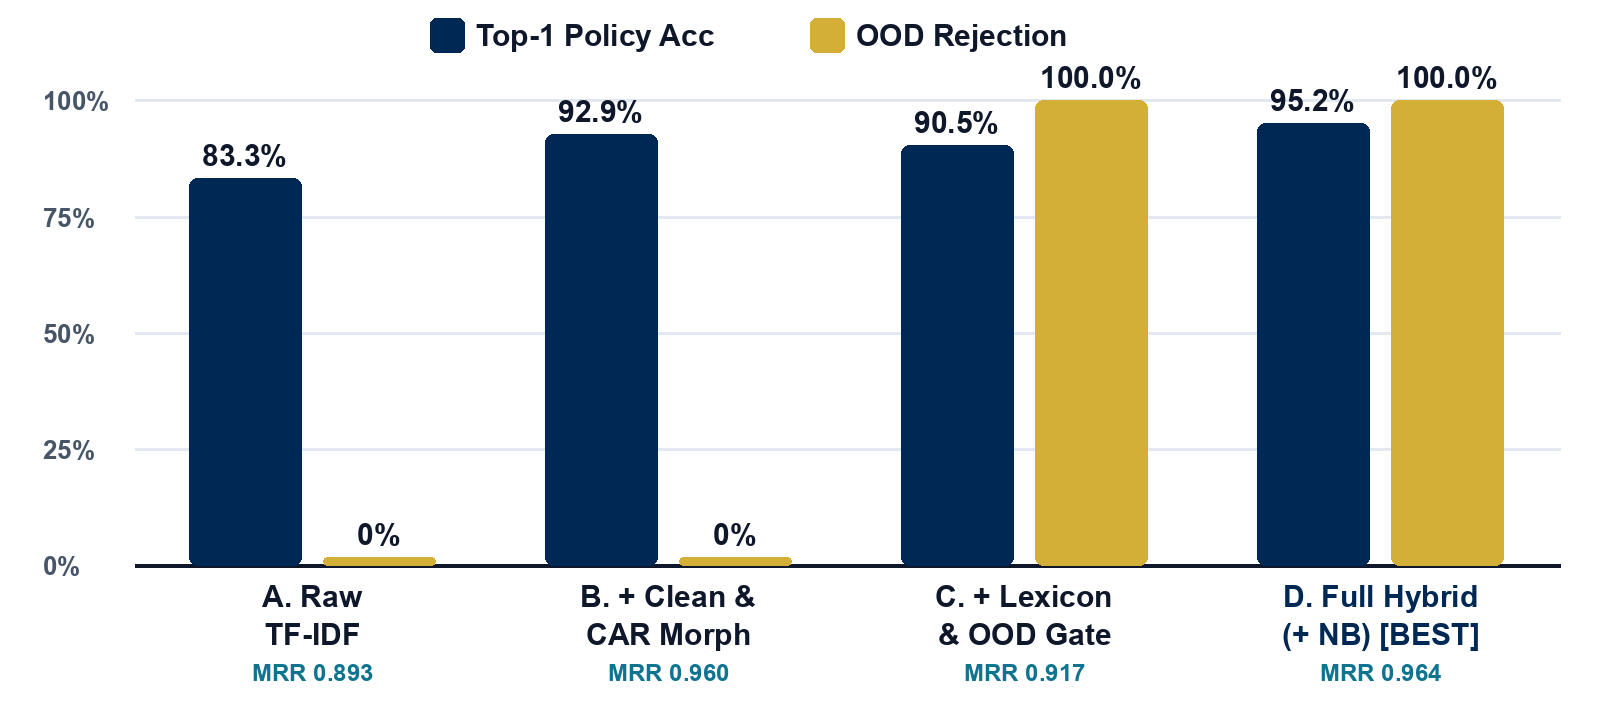 Top-1 Policy Acc
OOD Rejection
100%
75%
50%
25%
0%
83.3%
0%
92.9%
0%
90.5%
100.0%
95.2%
100.0%
A. Raw
TF-IDF
MRR 0.893
B. + Clean &
CAR Morph
MRR 0.960
C. + Lexicon
& OOD Gate
MRR 0.917
D. Full Hybrid
(+ NB) [BEST]
MRR 0.964